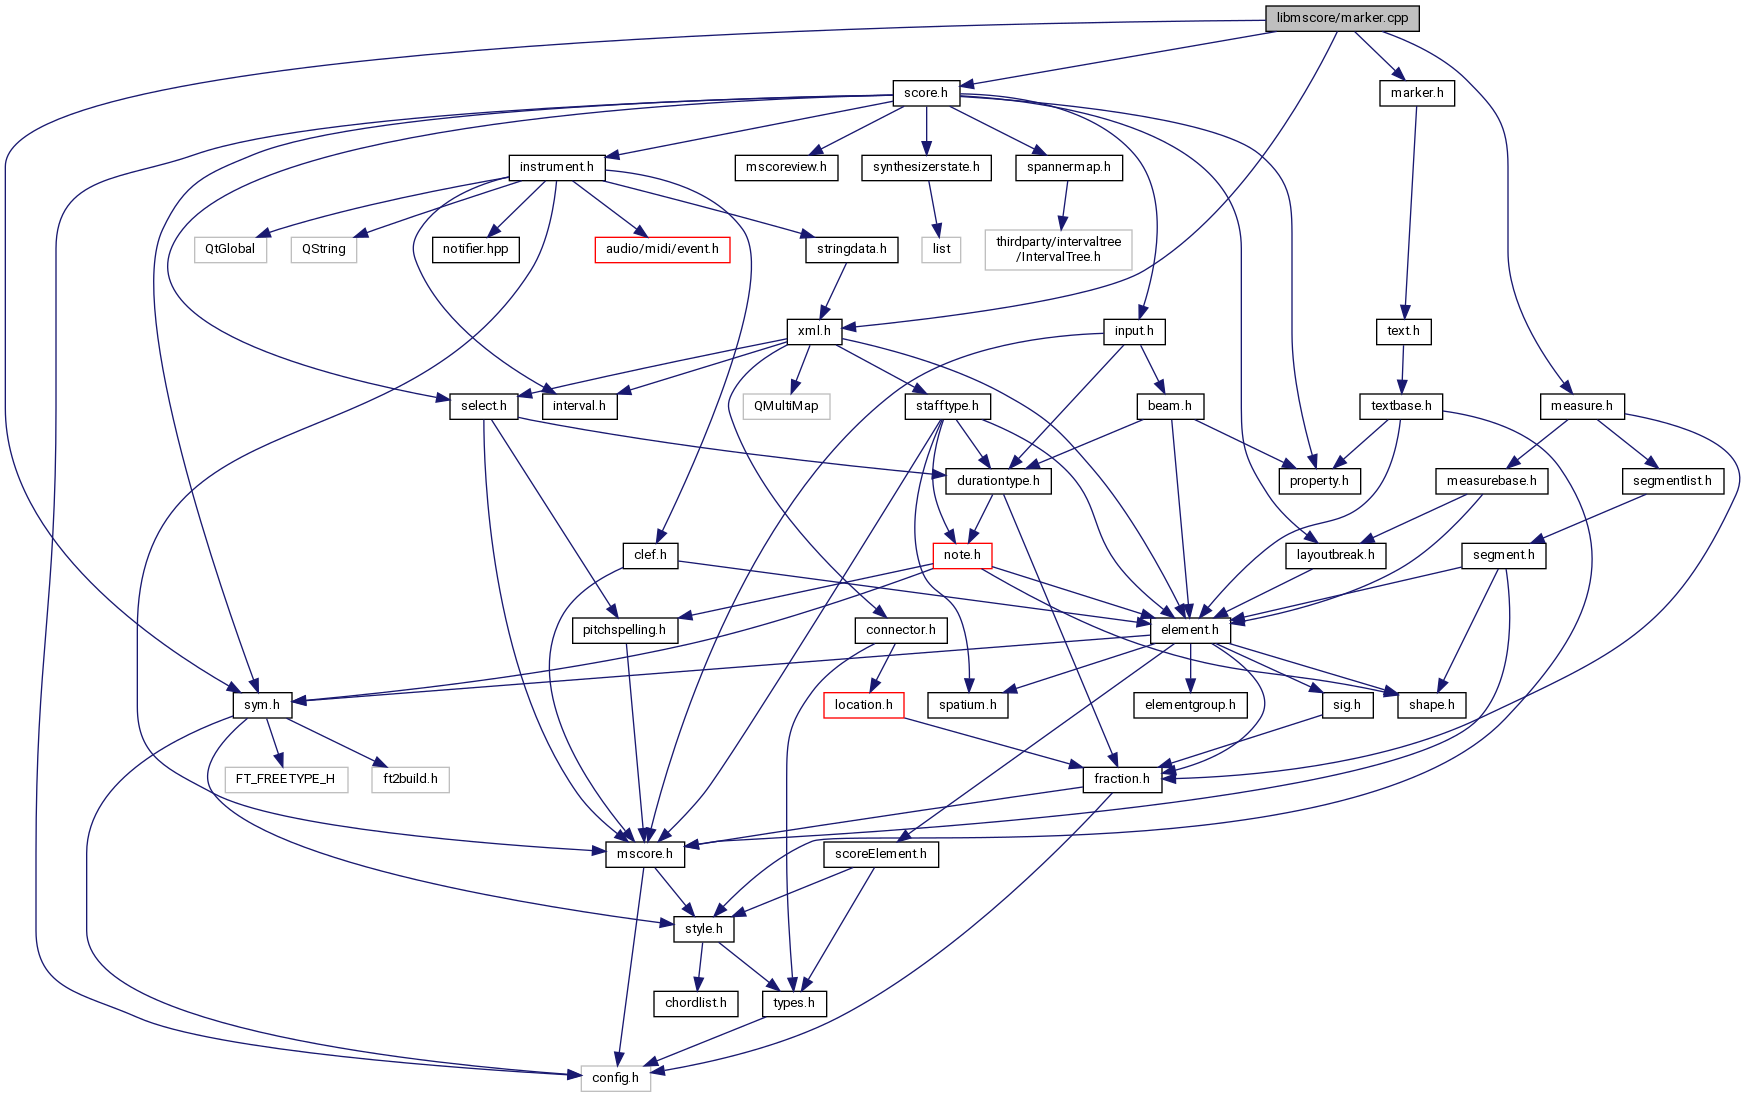 libmscore/marker.cpp
score.h
marker.h
instrument.h
mscoreview.h
synthesizerstate.h
spannermap.h
QtGlobal
QString
notifier.hpp
audio/midi/event.h
stringdata.h
list
thirdparty/intervaltree
/IntervalTree.h
xml.h
input.h
text.h
select.h
interval.h
QMultiMap
stafftype.h
beam.h
textbase.h
measure.h
durationtype.h
property.h
measurebase.h
segmentlist.h
clef.h
note.h
layoutbreak.h
segment.h
pitchspelling.h
connector.h
element.h
sym.h
location.h
spatium.h
elementgroup.h
sig.h
shape.h
FT_FREETYPE_H
ft2build.h
fraction.h
mscore.h
scoreElement.h
style.h
chordlist.h
types.h
config.h